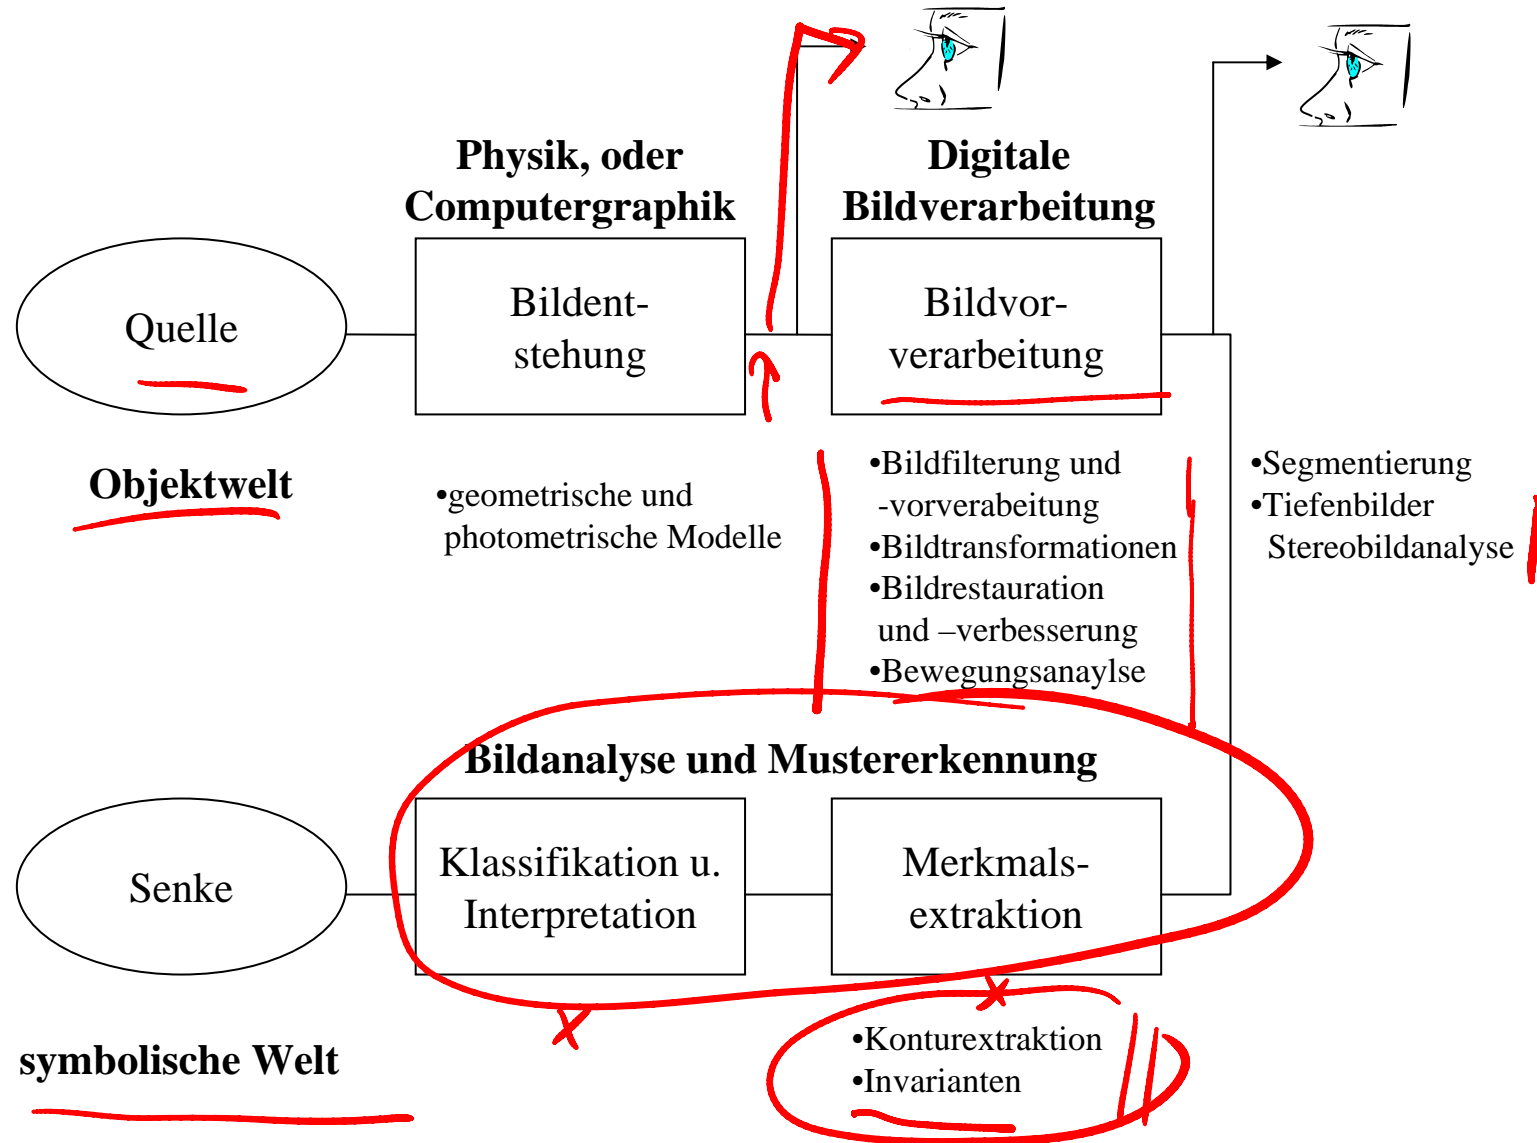 Physik, oder
Computergraphik
Digitale
Bildverarbeitung
Quelle
Bildent-
stehung
Bildvor-
verarbeitung
Objektwelt
•geometrische und
photometrische Modelle
•Bildfilterung und
-vorverabeitung
•Bildtransformationen
•Bildrestauration
und –verbesserung
•Bewegungsanaylse
•Segmentierung
•Tiefenbilder
Stereobildanalyse
Bildanalyse und Mustererkennung
Senke
Klassifikation u.
Interpretation
Merkmals-
extraktion
symbolische Welt
•Konturextraktion
•Invarianten